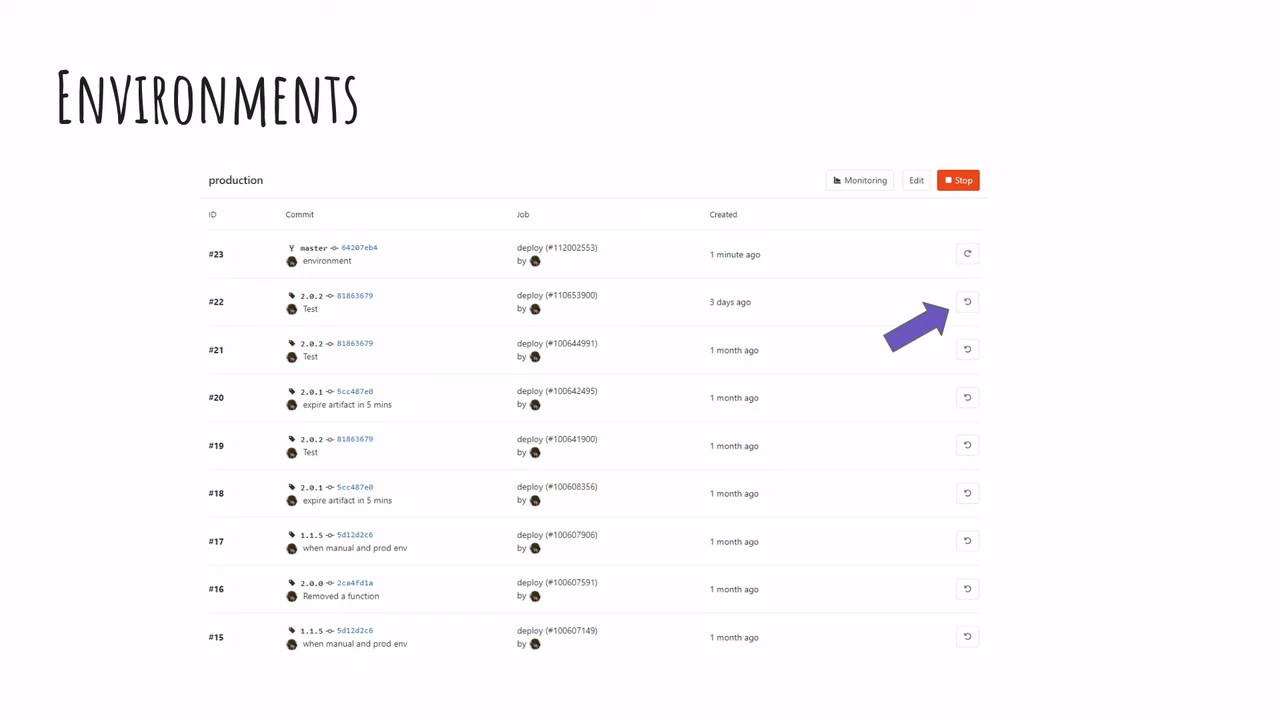 ENVIRONMENTS
production Monitoring Edit Stop
ID Commit Job Created
#23 master 64207eb4 deploy (#112002553) 1 minute ago
environment by
#22 2.0.2 81863679 deploy (#110653900) 3 days ago
Test by
#21 2.0.2 81863679 deploy (#100644991) 1 month ago
Test by
#20 2.0.1 5cc487e0 deploy (#100642495) 1 month ago
expire artifact in 5 mins by
#19 2.0.2 81863679 deploy (#100641900) 1 month ago
Test by
#18 2.0.1 5cc487e0 deploy (#100608356) 1 month ago
expire artifact in 5 mins by
#17 1.1.5 5d12d2c6 deploy (#100607906) 1 month ago
when manual and prod env by
#16 2.0.0 2ca4fd1a deploy (#100607591) 1 month ago
Removed a function by
#15 1.1.5 5d12d2c6 deploy (#100607149) 1 month ago
when manual and prod env by